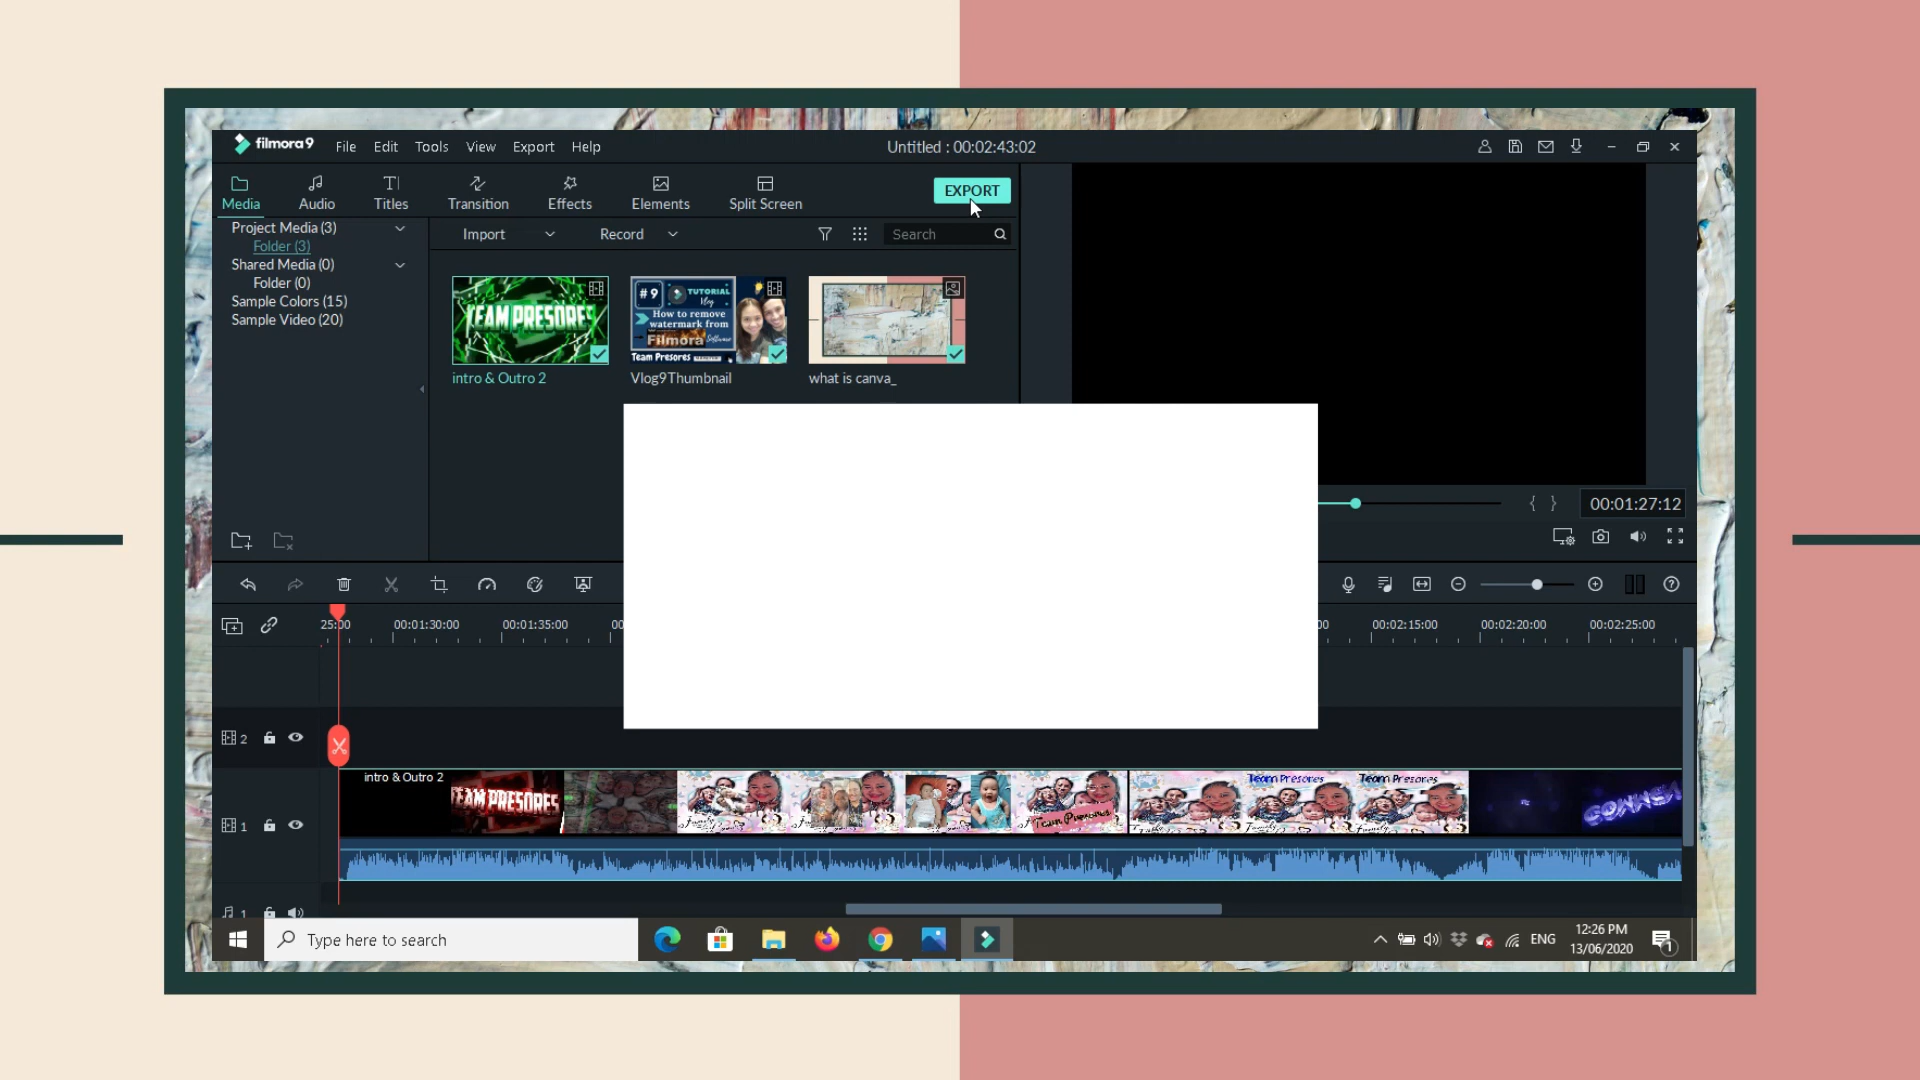 filmora9 File Edit Tools View Export Help Untitled : 00:02:43:02
Media Audio Titles Transition Effects Elements Split Screen EXPORT
Project Media (3)
Folder (3)
Shared Media (0)
Folder (0)
Sample Colors (15)
Sample Video (20)
Import Record Search
TEAM PRESORES
#9 TUTORIAL
Vlog
How to remove
watermark from
Filmora Software
Team Presores
intro & Outro 2 Vlog9Thumbnail what is canva_
{ } 00:01:27:12
25:00 00:01:30:00 00:01:35:00 00 00 00:02:15:00 00:02:20:00 00:02:25:00
2
intro & Outro 2
TEAM PRESORES
Team Presores
Team Presores
Team Presores
1
1
Type here to search
ENG
12:26 PM
13/06/2020
1